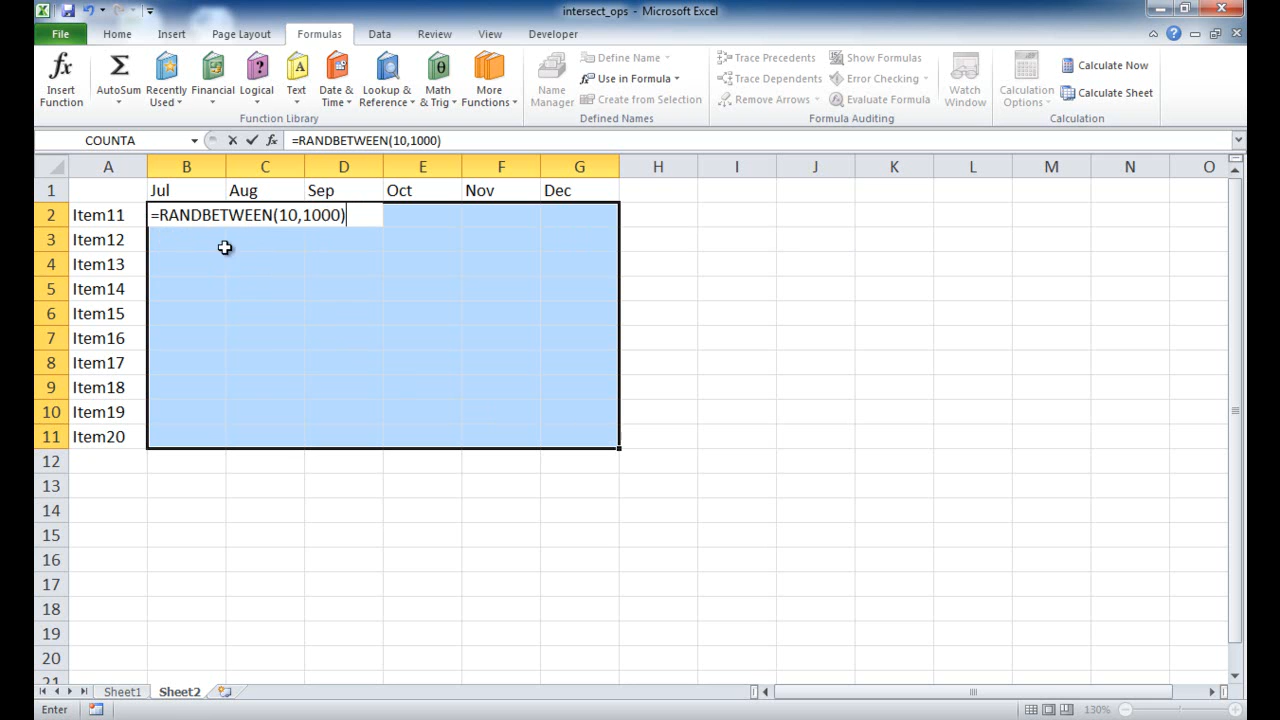 intersect_ops - Microsoft Excel
File Home Insert Page Layout Formulas Data Review View Developer
Insert Function
AutoSum
Recently Used
Financial
Logical
Text
Date & Time
Lookup & Reference
Math & Trig
More Functions
Function Library
Name Manager
Define Name
Use in Formula
Create from Selection
Defined Names
Trace Precedents
Trace Dependents
Remove Arrows
Show Formulas
Error Checking
Evaluate Formula
Formula Auditing
Watch Window
Calculation Options
Calculate Now
Calculate Sheet
Calculation
COUNTA fx =RANDBETWEEN(10,1000)
A B C D E F G H I J K L M N O
1 Jul Aug Sep Oct Nov Dec
2 Item11 =RANDBETWEEN(10,1000)
3 Item12
4 Item13
5 Item14
6 Item15
7 Item16
8 Item17
9 Item18
10 Item19
11 Item20
12
13
14
15
16
17
18
19
20
21
Sheet1 Sheet2
Enter 130%